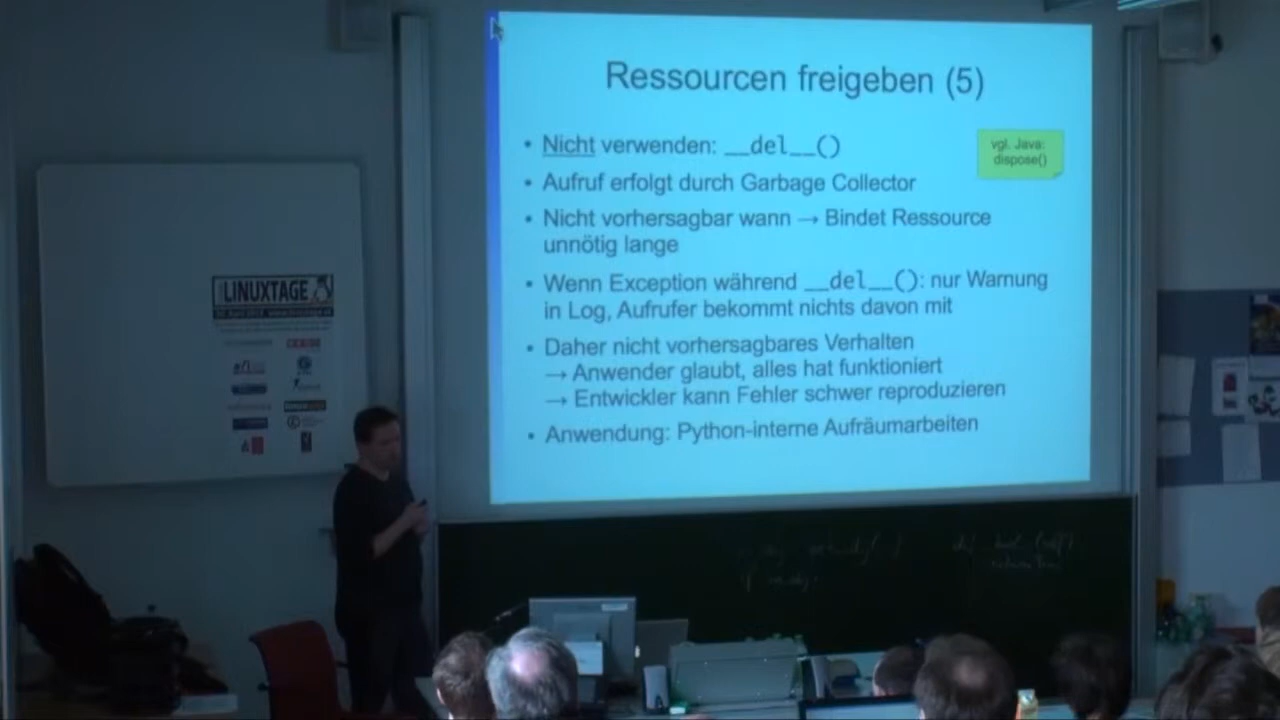 Ressourcen freigeben (5)
• Nicht verwenden: __del__()
vgl. Java:
dispose()
• Aufruf erfolgt durch Garbage Collector
• Nicht vorhersagbar wann → Bindet Ressource
unnötig lange
• Wenn Exception während __del__(): nur Warnung
in Log, Aufrufer bekommt nichts davon mit
• Daher nicht vorhersagbares Verhalten
→ Anwender glaubt, alles hat funktioniert
→ Entwickler kann Fehler schwer reproduzieren
• Anwendung: Python-interne Aufräumarbeiten
LINUXTAGE